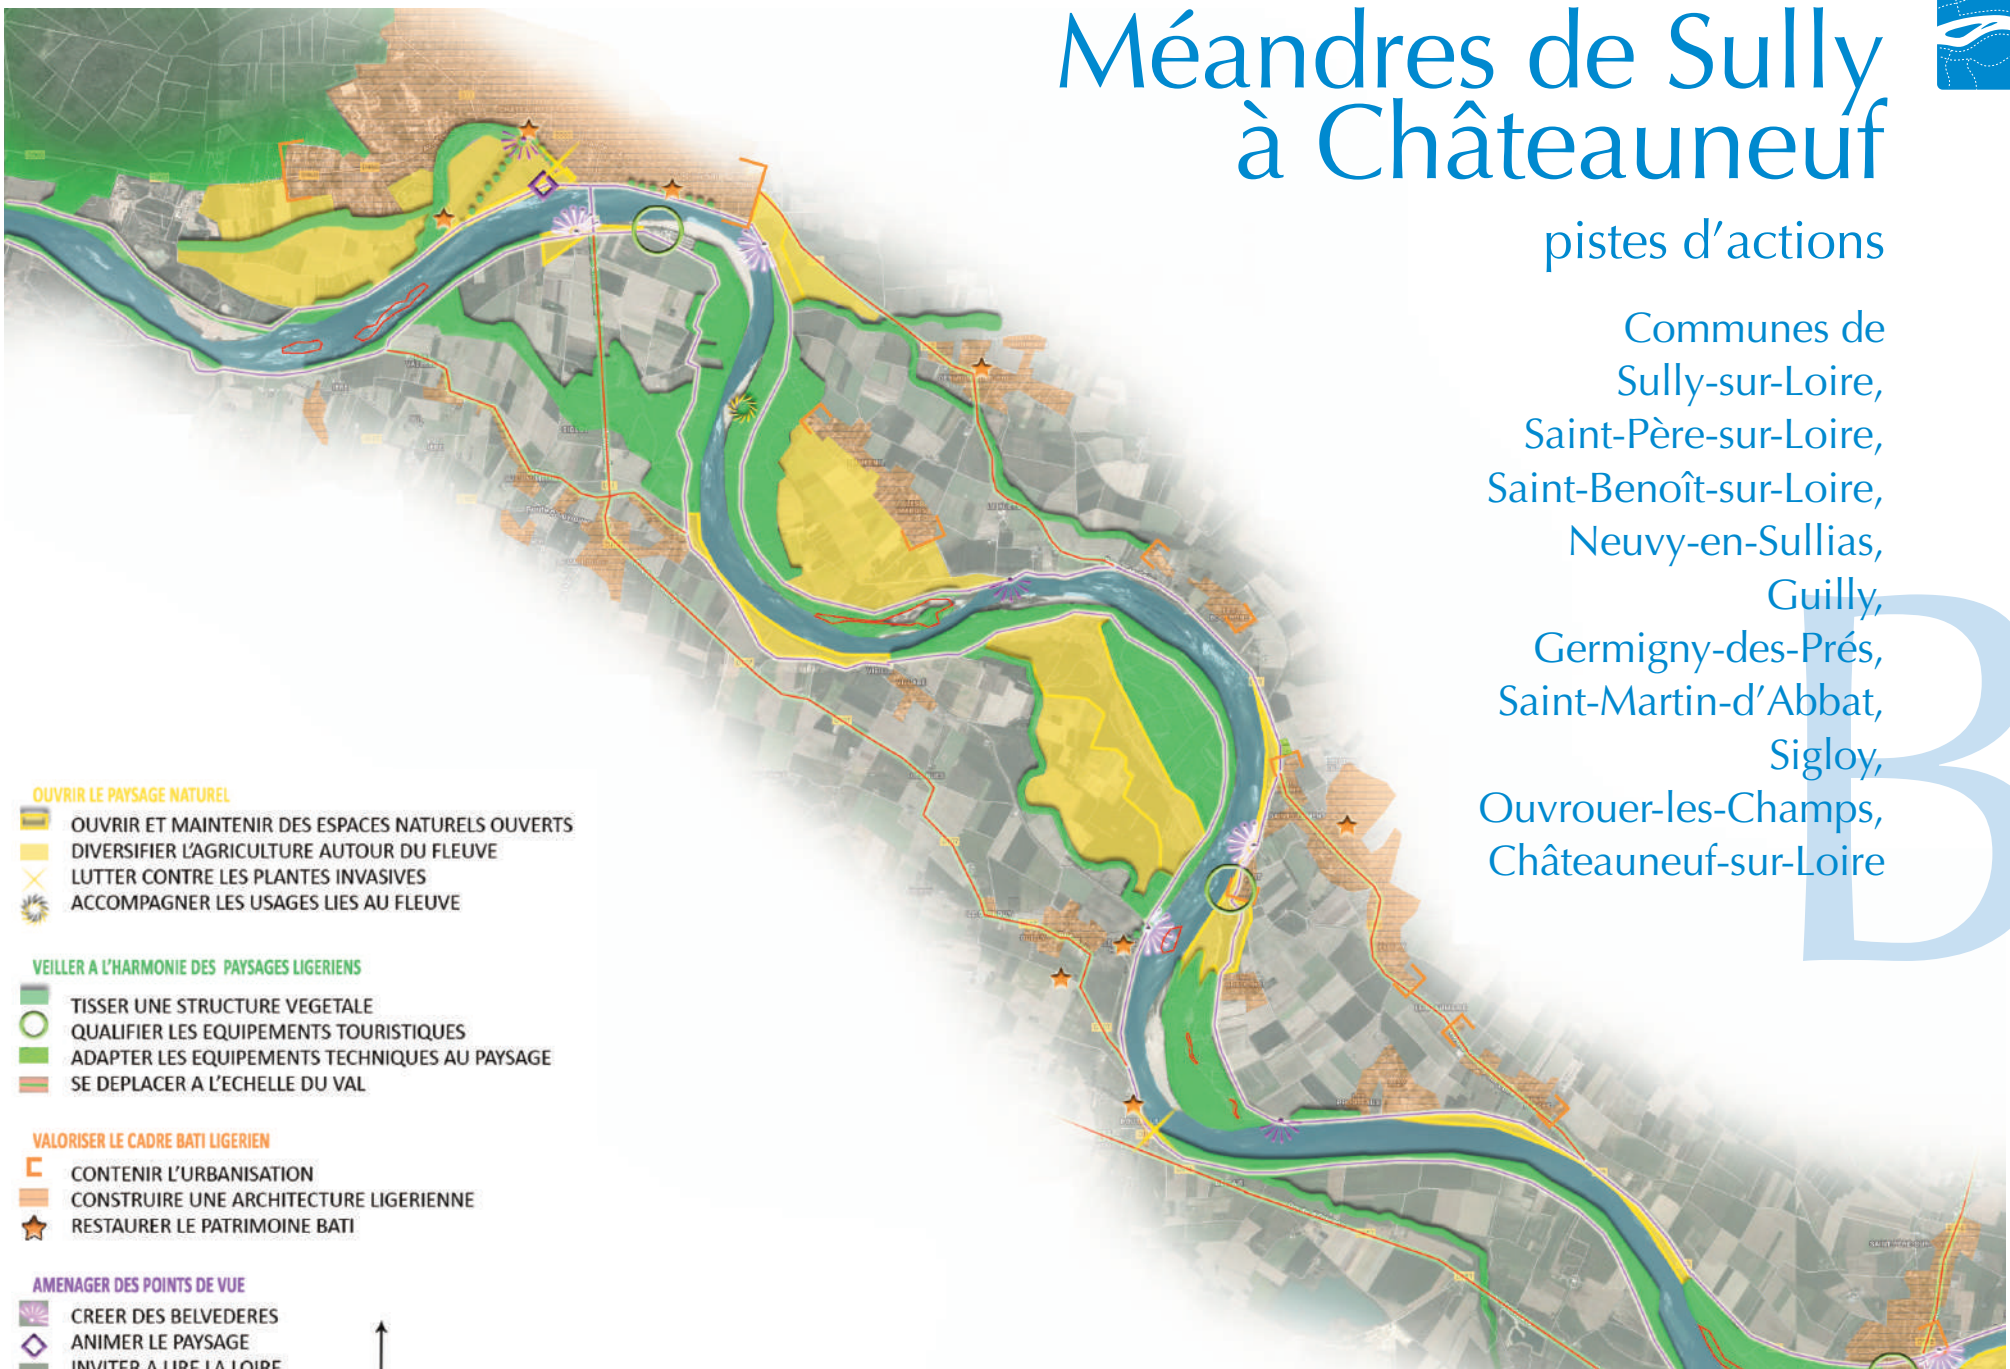 Méandres de Sully
à Châteauneuf
pistes d'actions
Communes de
Sully-sur-Loire,
Saint-Père-sur-Loire,
Saint-Benoît-sur-Loire,
Neuvy-en-Sullias,
Guilly,
Germigny-des-Prés,
Saint-Martin-d'Abbat,
Sigloy,
Ouvrouer-les-Champs,
Châteauneuf-sur-Loire
B
OUVRIR LE PAYSAGE NATUREL
OUVRIR ET MAINTENIR DES ESPACES NATURELS OUVERTS
DIVERSIFIER L'AGRICULTURE AUTOUR DU FLEUVE
LUTTER CONTRE LES PLANTES INVASIVES
ACCOMPAGNER LES USAGES LIES AU FLEUVE
VEILLER A L'HARMONIE DES PAYSAGES LIGERIENS
TISSER UNE STRUCTURE VEGETALE
QUALIFIER LES EQUIPEMENTS TOURISTIQUES
ADAPTER LES EQUIPEMENTS TECHNIQUES AU PAYSAGE
SE DEPLACER A L'ECHELLE DU VAL
VALORISER LE CADRE BATI LIGERIEN
CONTENIR L'URBANISATION
CONSTRUIRE UNE ARCHITECTURE LIGERIENNE
RESTAURER LE PATRIMOINE BATI
AMENAGER DES POINTS DE VUE
CREER DES BELVEDERES
ANIMER LE PAYSAGE
INVITER A LIRE LA LOIRE